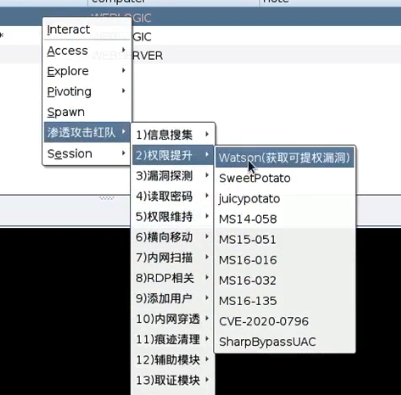 computer note
WEBLOGIC
* Interact LOGIC
Access SERVER
Explore
Pivoting
Spawn
渗透攻击红队
Session
1)信息搜集
2)权限提升
3)漏洞探测
4)读取密码
5)权限维持
6)横向移动
7)内网扫描
8)RDP相关
9)添加用户
10)内网穿透
11)痕迹清理
12)辅助模块
13)取证模块
Watson(获取可提权漏洞)
SweetPotato
juicypotato
MS14-058
MS15-051
MS16-016
MS16-032
MS16-135
CVE-2020-0796
SharpBypassUAC